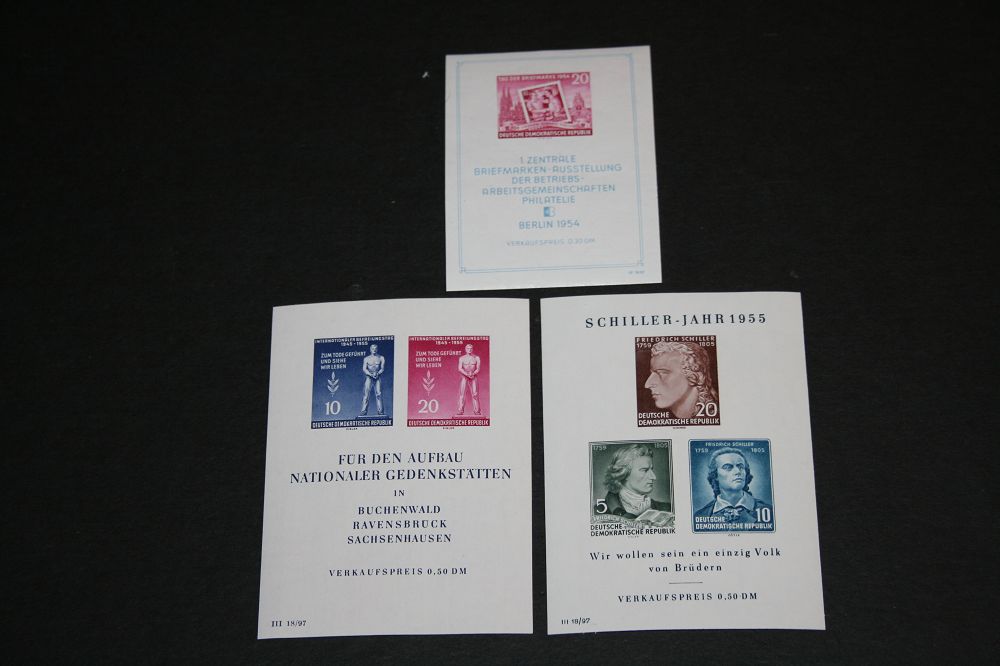 TAG DER BRIEFMARKE 1954
20
DEUTSCHE DEMOKRATISCHE REPUBLIK
1. ZENTRALE
BRIEFMARKEN-AUSSTELLUNG
DER BETRIEBS-
ARBEITSGEMEINSCHAFTEN
PHILATELIE
BERLIN 1954
VERKAUFSPREIS 0,30 DM
INTERNATIONALER BEFREIUNGSTAG
1945-1955
ZUM TODE GEFÜHRT
UND SIEHE
WIR LEBEN
10
DEUTSCHE DEMOKRATISCHE REPUBLIK
INTERNATIONALER BEFREIUNGSTAG
1945-1955
ZUM TODE GEFÜHRT
UND SIEHE
WIR LEBEN
20
DEUTSCHE DEMOKRATISCHE REPUBLIK
FÜR DEN AUFBAU
NATIONALER GEDENKSTÄTTEN
IN
BUCHENWALD
RAVENSBRÜCK
SACHSENHAUSEN
VERKAUFSPREIS 0,50 DM
III 18/97
SCHILLER-JAHR 1955
FRIEDRICH SCHILLER
1759 1805
20
DEUTSCHE
DEMOKRATISCHE REPUBLIK
1759 1805
5
DEUTSCHE
DEMOKRATISCHE REPUBLIK
FRIEDRICH SCHILLER
1759 1805
10
DEUTSCHE
DEMOKRATISCHE REPUBLIK
Wir wollen sein ein einzig Volk
von Brüdern
VERKAUFSPREIS 0,50 DM
III 18/97